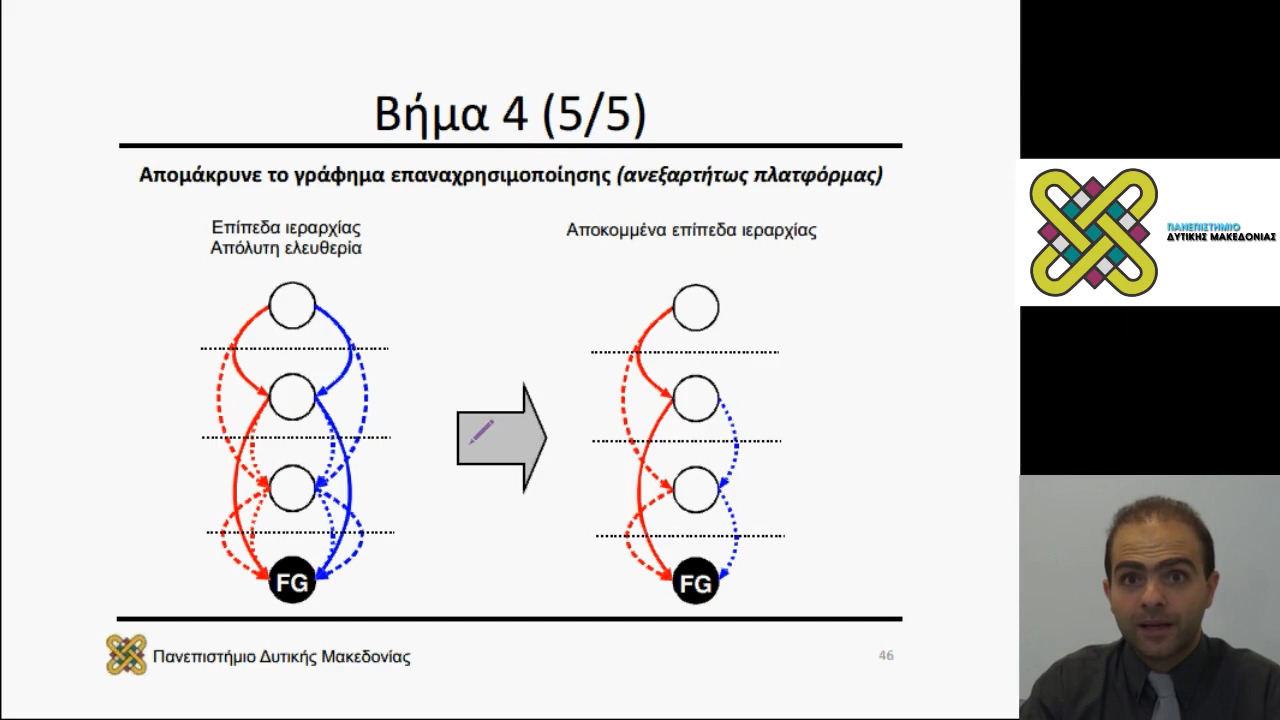 Βήμα 4 (5/5)
Απομάκρυνε το γράφημα επαναχρησιμοποίησης (ανεξαρτήτως πλατφόρμας)
Επίπεδα ιεραρχίας
Απόλυτη ελευθερία
Αποκομμένα επίπεδα ιεραρχίας
FG
FG
Πανεπιστήμιο Δυτικής Μακεδονίας
46
ΠΑΝΕΠΙΣΤΗΜΙΟ
ΔΥΤΙΚΗΣ ΜΑΚΕΔΟΝΙΑΣ